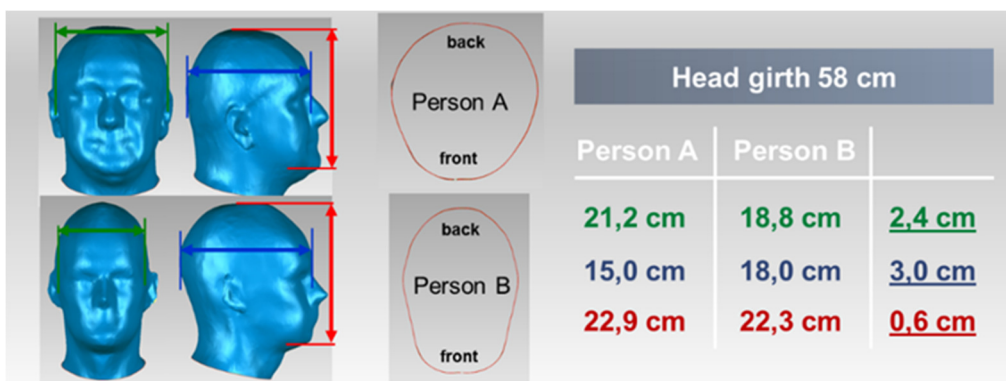 back
Person A
front
back
Person B
front
Head girth 58 cm
Person A Person B
21,2 cm 18,8 cm 2,4 cm
15,0 cm 18,0 cm 3,0 cm
22,9 cm 22,3 cm 0,6 cm